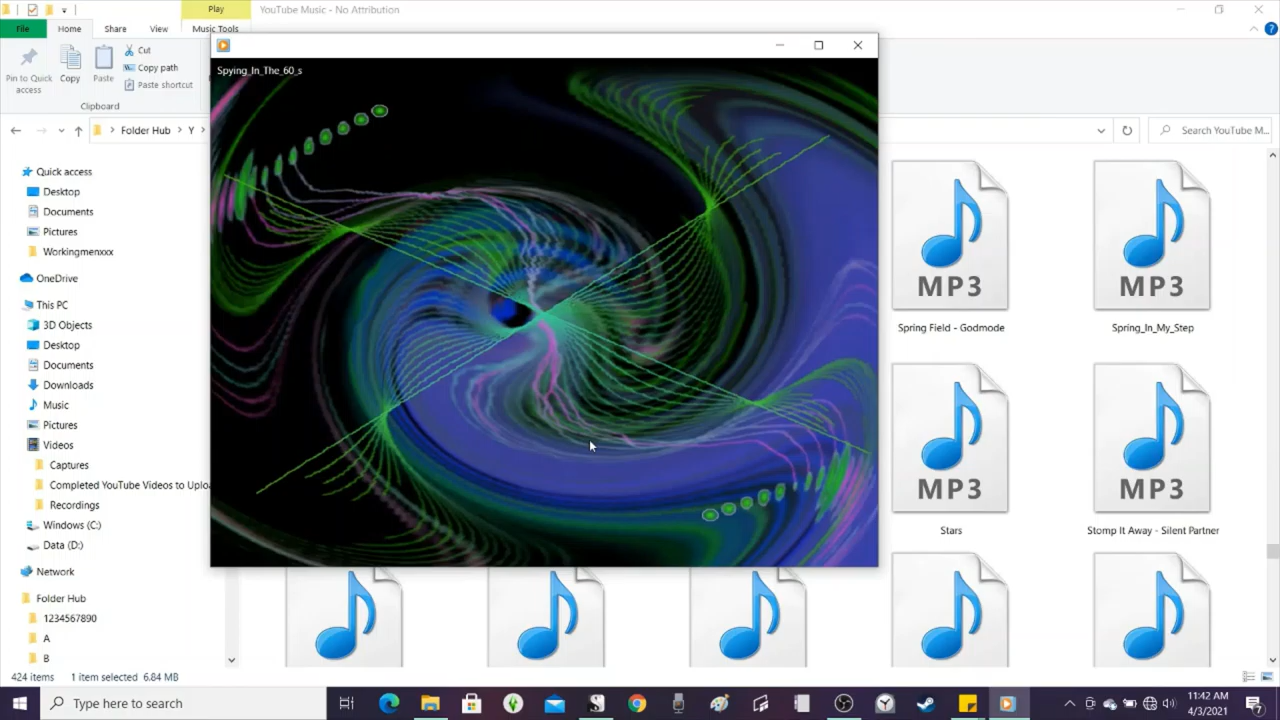 Play
YouTube Music - No Attribution
File
Home
Share
View
Music Tools
Pin to Quick
access
Copy
Paste
Cut
Copy path
Paste shortcut
Clipboard
Folder Hub
Y
Search YouTube M...
Quick access
Desktop
Documents
Pictures
Workingmenxxx
OneDrive
This PC
3D Objects
Desktop
Documents
Downloads
Music
Pictures
Videos
Captures
Completed YouTube Videos to Uplo
Recordings
Windows (C:)
Data (D:)
Network
Folder Hub
1234567890
A
B
Spying_In_The_60_s
MP3
MP3
Spring Field - Godmode
Spring_In_My_Step
MP3
MP3
Stars
Stomp It Away - Silent Partner
424 items
1 item selected
6.84 MB
Type here to search
11:42 AM
4/3/2021
7